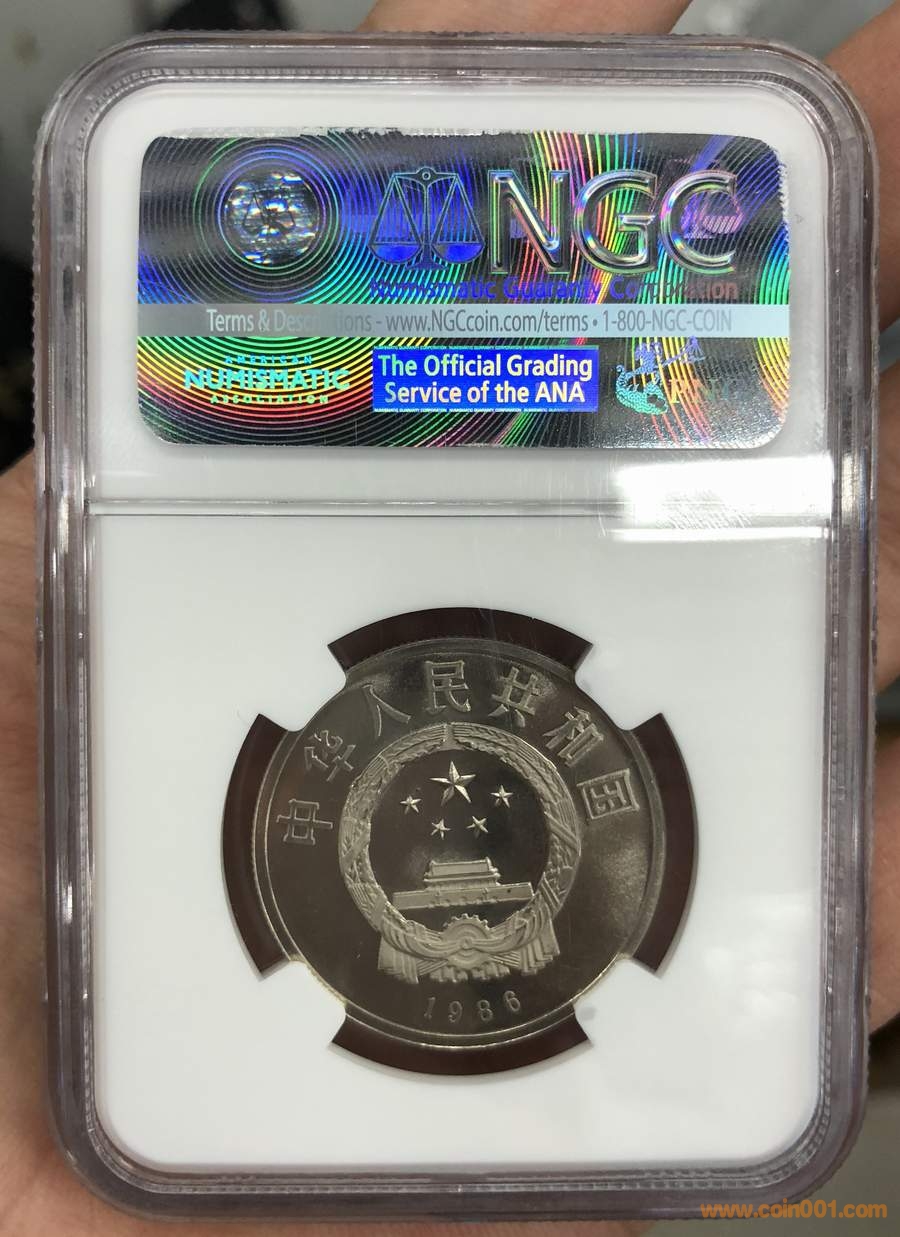 NGC
Numismatic Guaranty Corporation
Terms & Descriptions - www.NGCcoin.com/terms • 1-800-NGC-COIN
AMERICAN
NUMISMATIC
ASSOCIATION
The Official Grading
Service of the ANA
PNG
中华人民共和国
1986
www.coin001.com